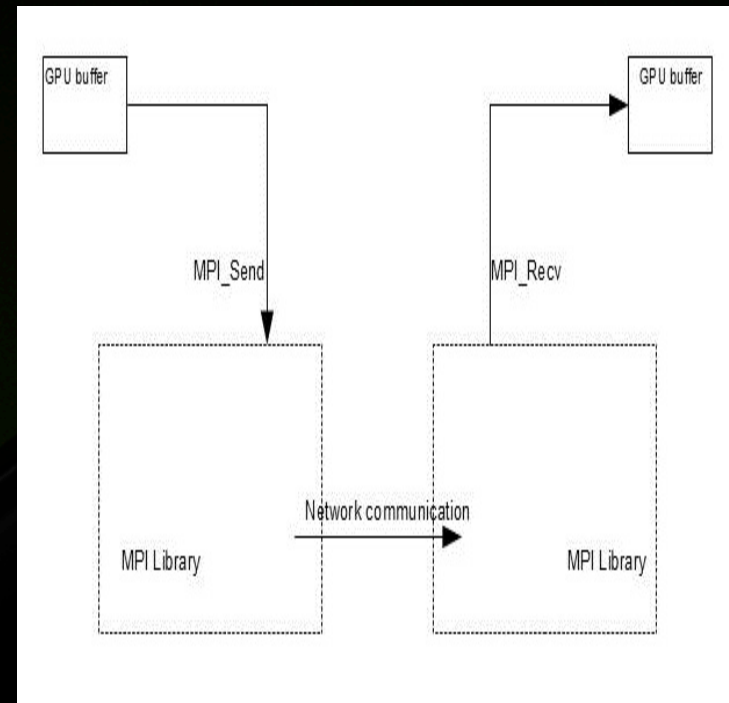 GPU buffer
GPU buffer
MPI_Send
MPI_Recv
Network communication
MPI Library
MPI Library